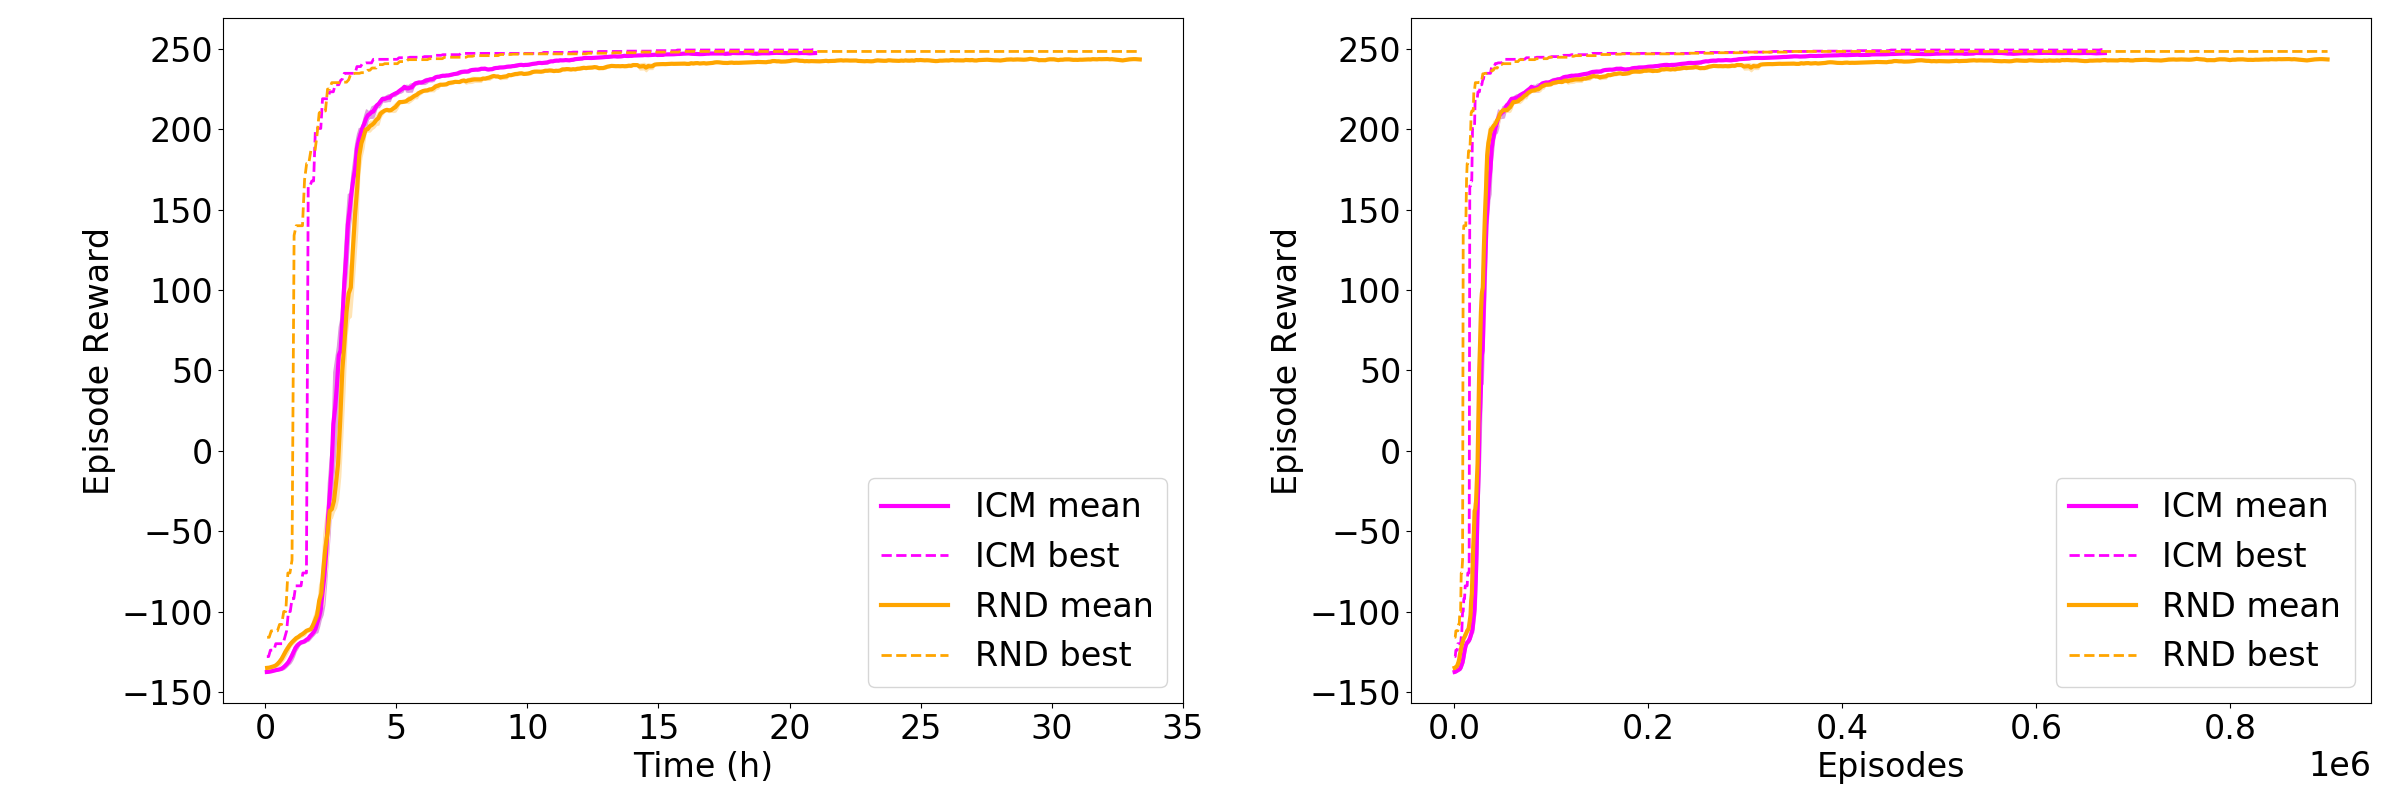 Episode Reward
250
200
150
100
50
0
−50
−100
−150
0 5 10 15 20 25 30 35
Time (h)
ICM mean
ICM best
RND mean
RND best
Episode Reward
250
200
150
100
50
0
−50
−100
−150
0.0 0.2 0.4 0.6 0.8
Episodes
1e6
ICM mean
ICM best
RND mean
RND best